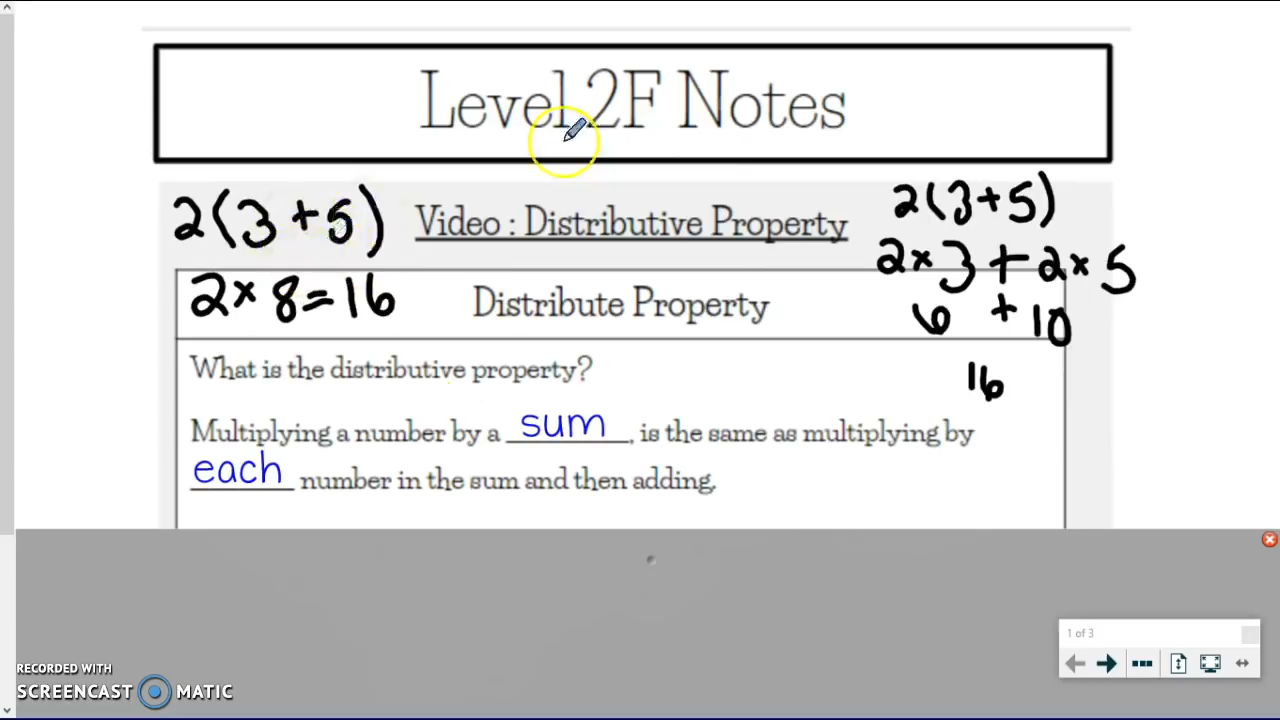 Level 2F Notes
2(3+5)
Video : Distributive Property
2(3+5)
2×8=16
Distribute Property
2×3+2×5
6 + 10
16
What is the distributive property?
Multiplying a number by a sum, is the same as multiplying by
each number in the sum and then adding.
1 of 3
RECORDED WITH
SCREENCAST MATIC